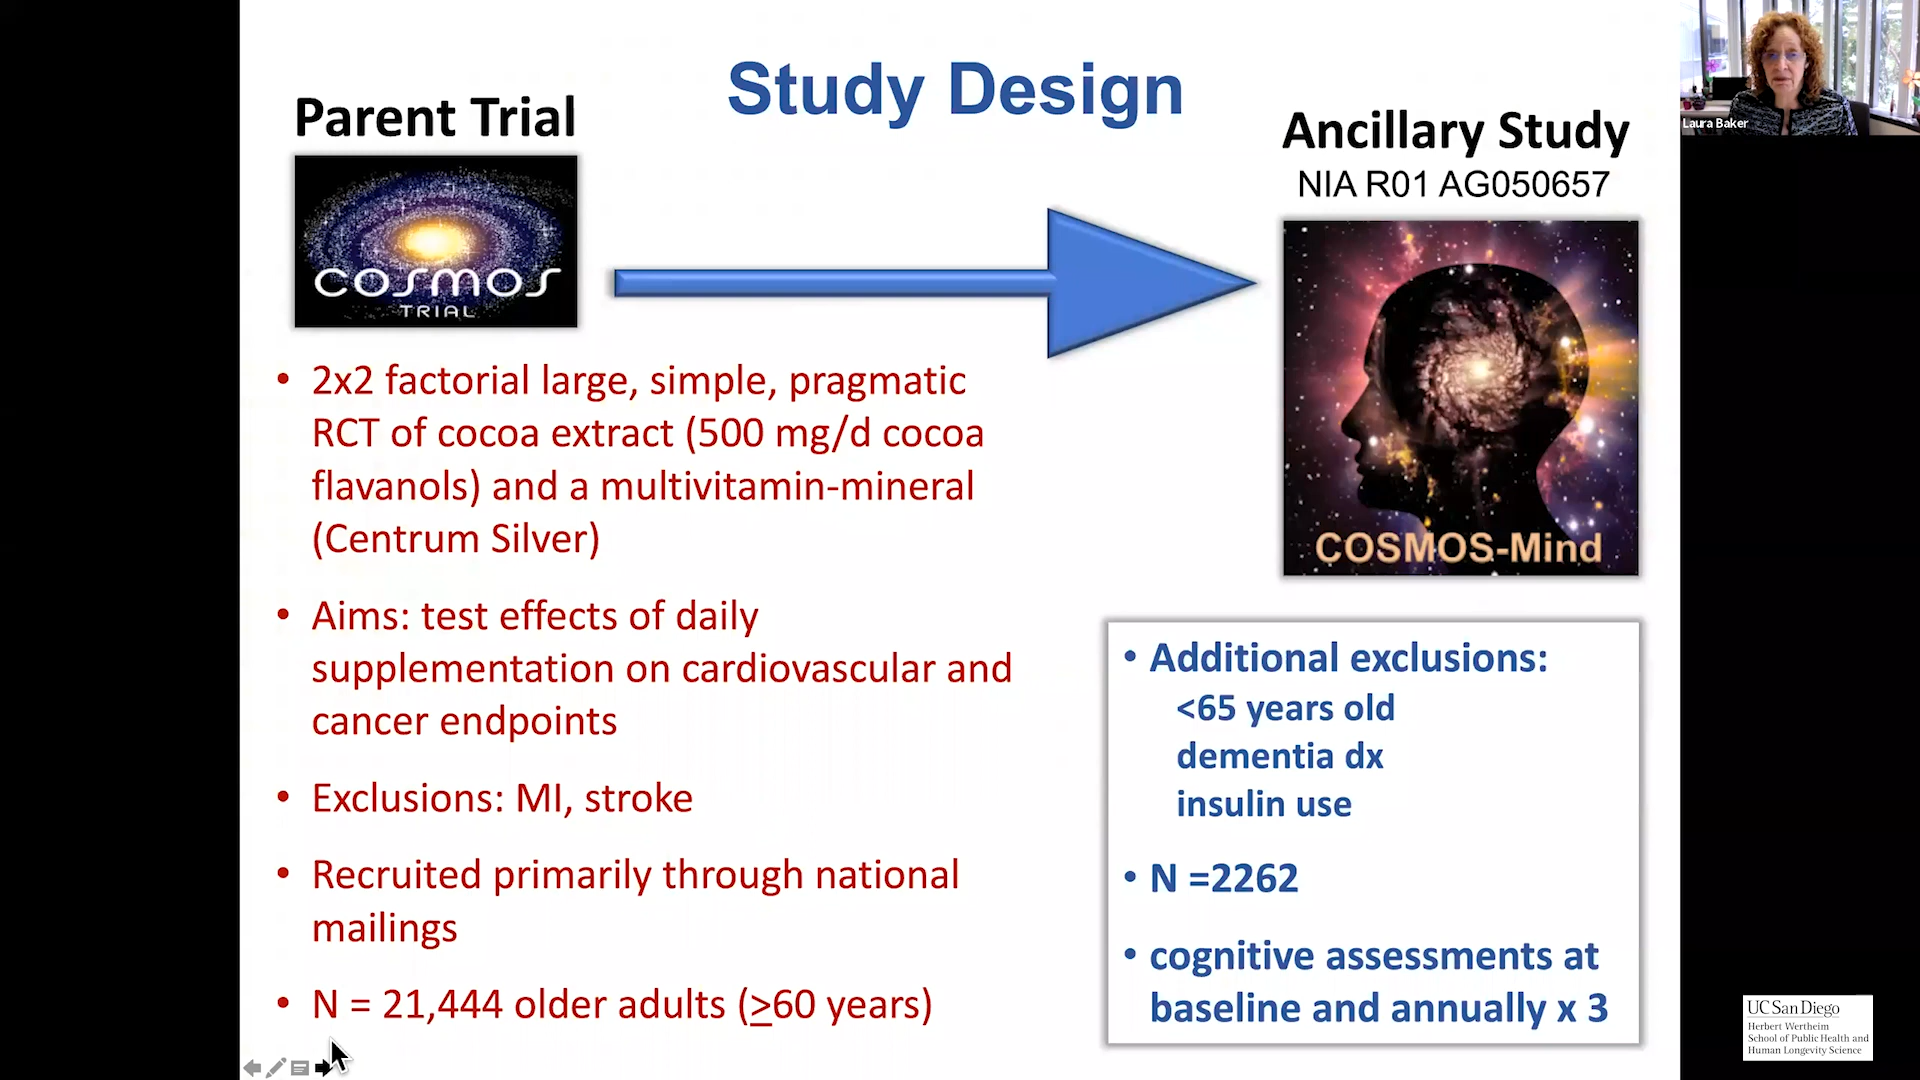 Study Design
Parent Trial
COSMOS
TRIAL
• 2x2 factorial large, simple, pragmatic
RCT of cocoa extract (500 mg/d cocoa
flavanols) and a multivitamin-mineral
(Centrum Silver)
• Aims: test effects of daily
supplementation on cardiovascular and
cancer endpoints
• Exclusions: MI, stroke
• Recruited primarily through national
mailings
• N = 21,444 older adults (≥60 years)
Ancillary Study
NIA R01 AG050657
COSMOS-Mind
• Additional exclusions:
<65 years old
dementia dx
insulin use
• N =2262
• cognitive assessments at
baseline and annually x 3
Laura Baker
UC San Diego
Herbert Wertheim
School of Public Health and
Human Longevity Science